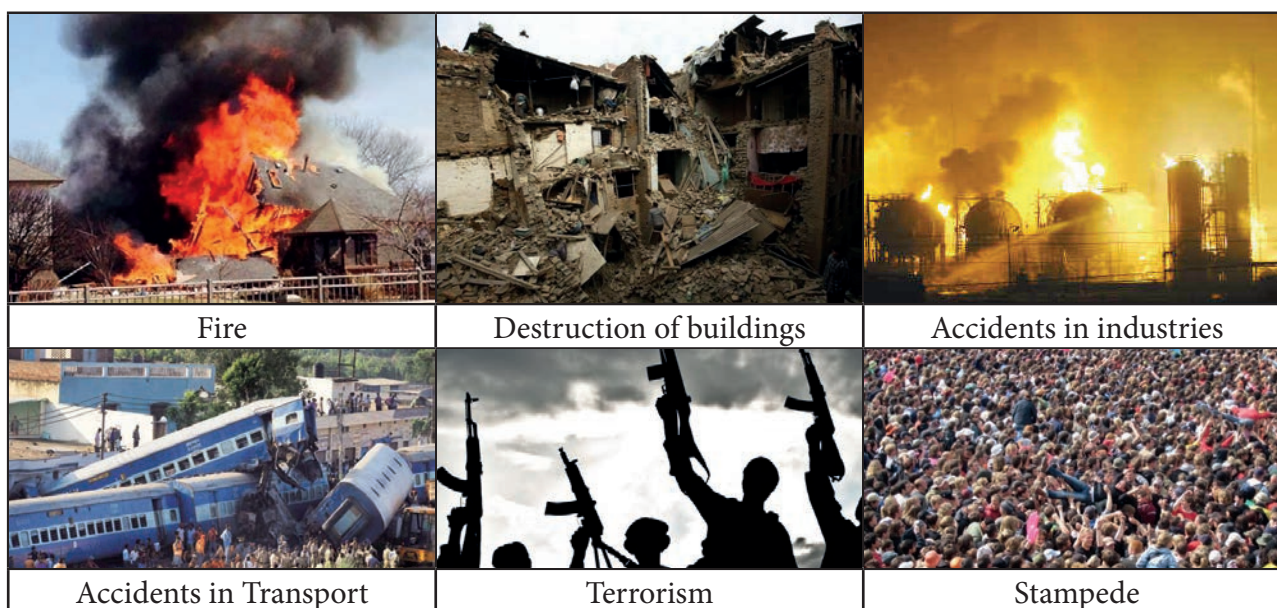 Fire
Destruction of buildings
Accidents in industries
Accidents in Transport
Terrorism
Stampede